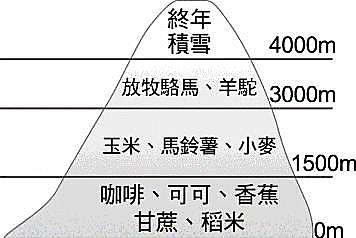 終年
積雪
4000m
放牧駱馬、羊駝
3000m
玉米、馬鈴薯、小麥
1500m
咖啡、可可、香蕉
甘蔗、稻米
0m